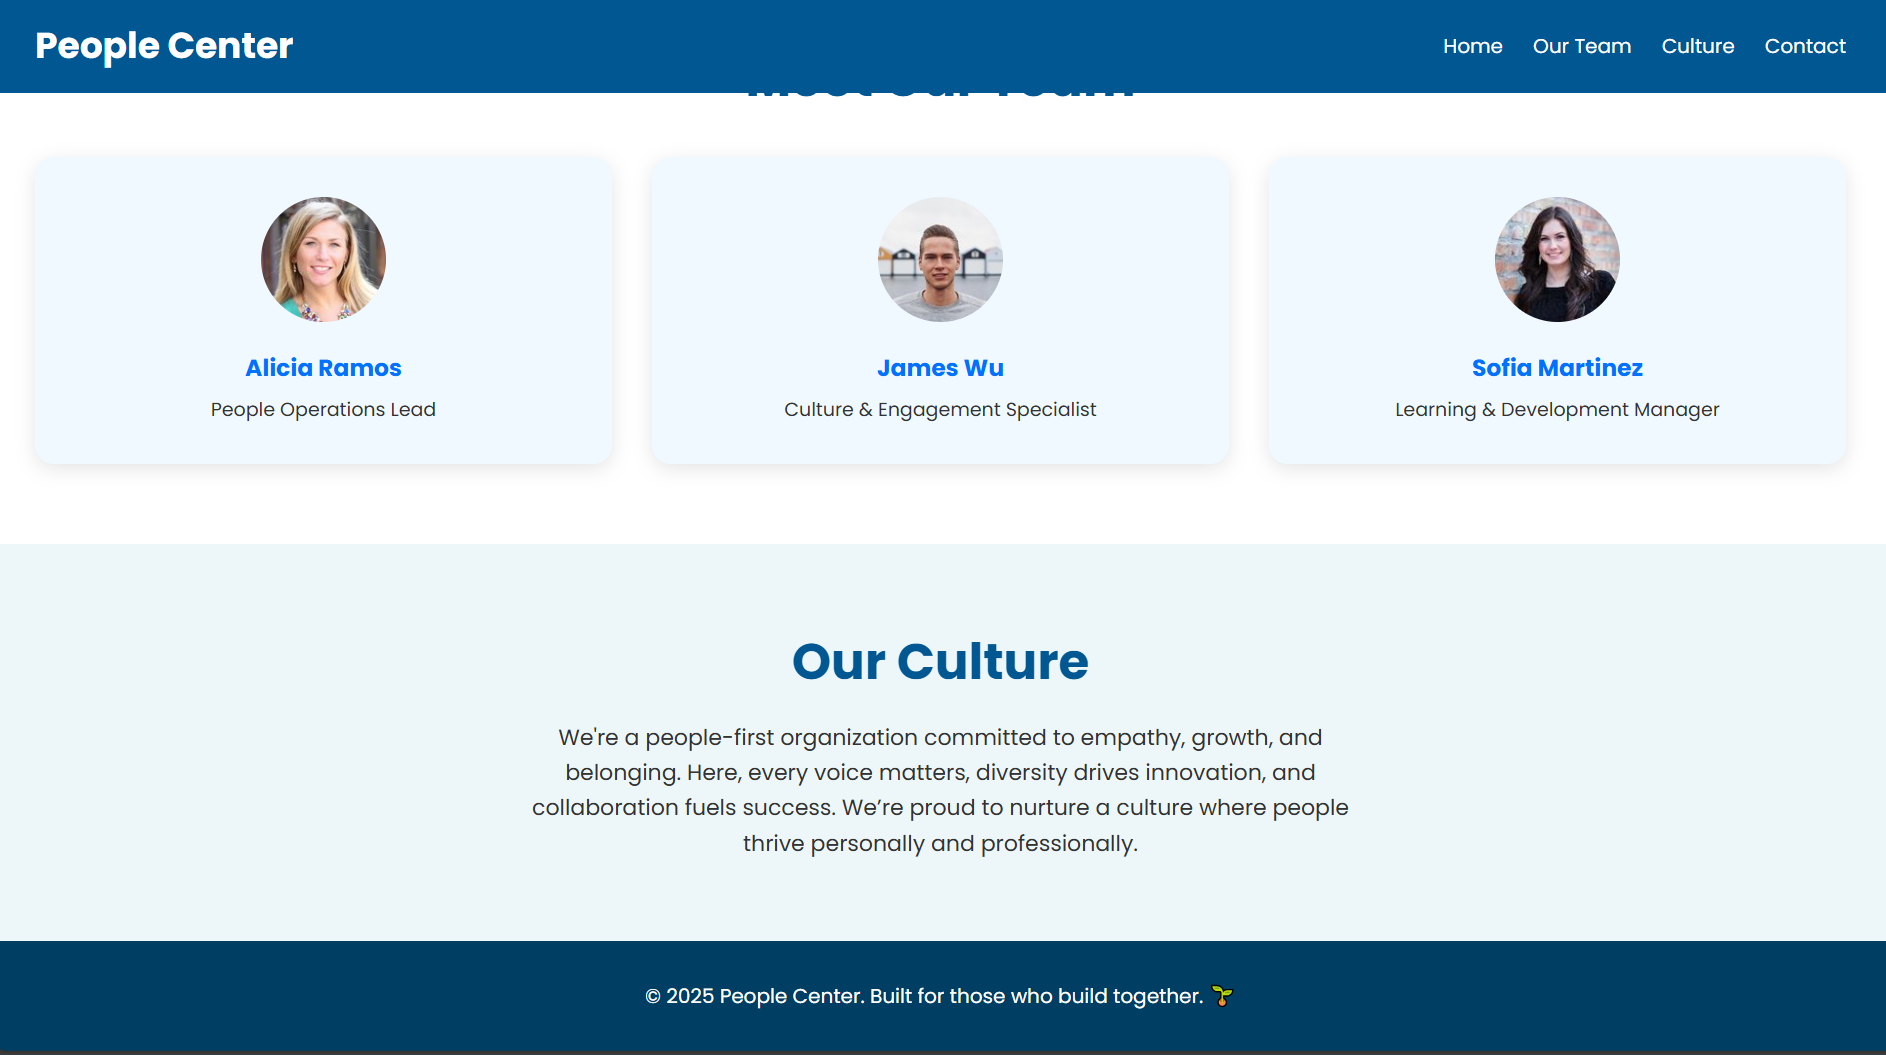 People Center
Home Our Team Culture Contact
Meet Our Team
Alicia Ramos
People Operations Lead
James Wu
Culture & Engagement Specialist
Sofia Martinez
Learning & Development Manager
Our Culture
We're a people-first organization committed to empathy, growth, and
belonging. Here, every voice matters, diversity drives innovation, and
collaboration fuels success. We’re proud to nurture a culture where people
thrive personally and professionally.
© 2025 People Center. Built for those who build together. 🌱